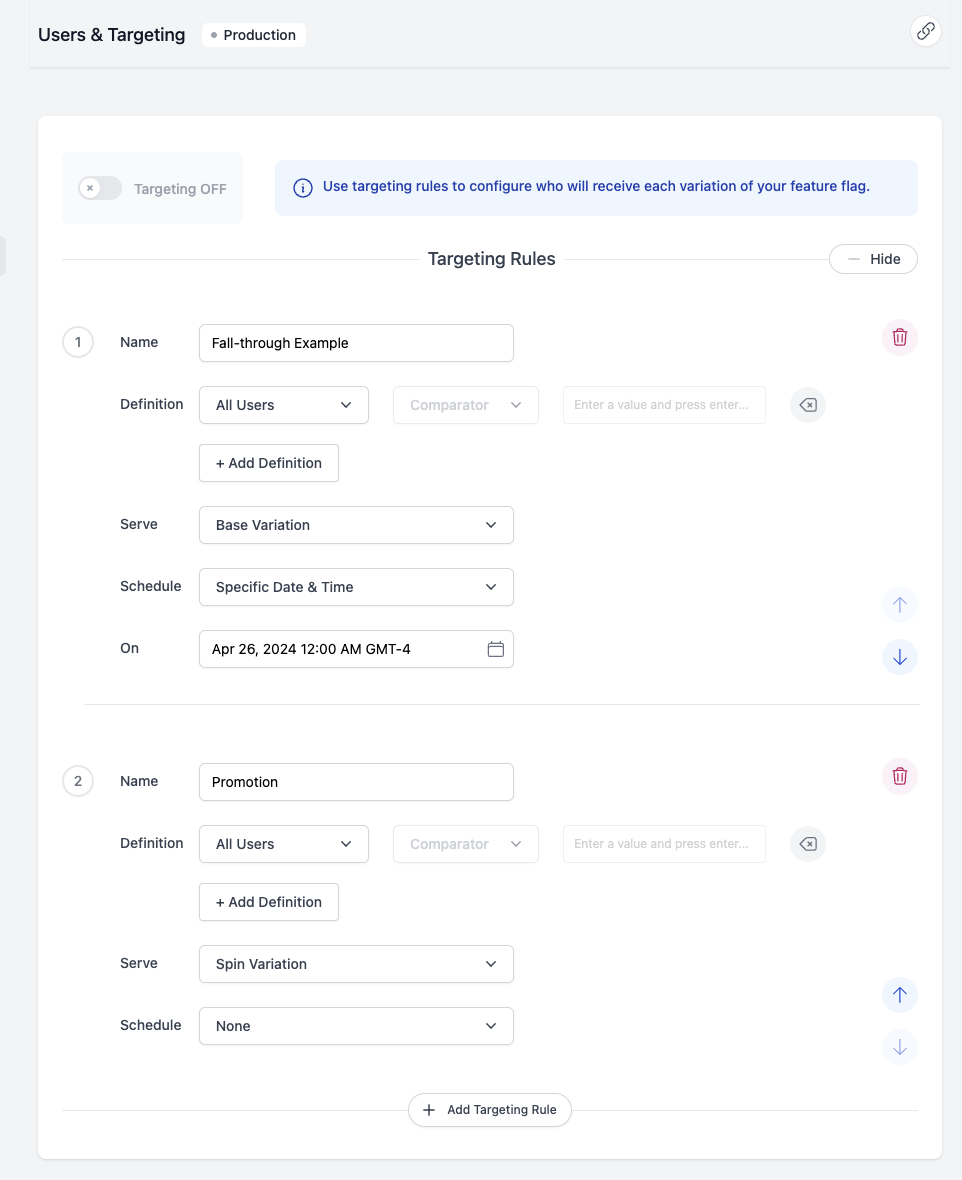 Users & Targeting Production
Targeting OFF
Use targeting rules to configure who will receive each variation of your feature flag.
Targeting Rules
Hide
1
Name
Fall-through Example
Definition
All Users
Comparator
Enter a value and press enter...
+ Add Definition
Serve
Base Variation
Schedule
Specific Date & Time
On
Apr 26, 2024 12:00 AM GMT-4
2
Name
Promotion
Definition
All Users
Comparator
Enter a value and press enter...
+ Add Definition
Serve
Spin Variation
Schedule
None
Add Targeting Rule